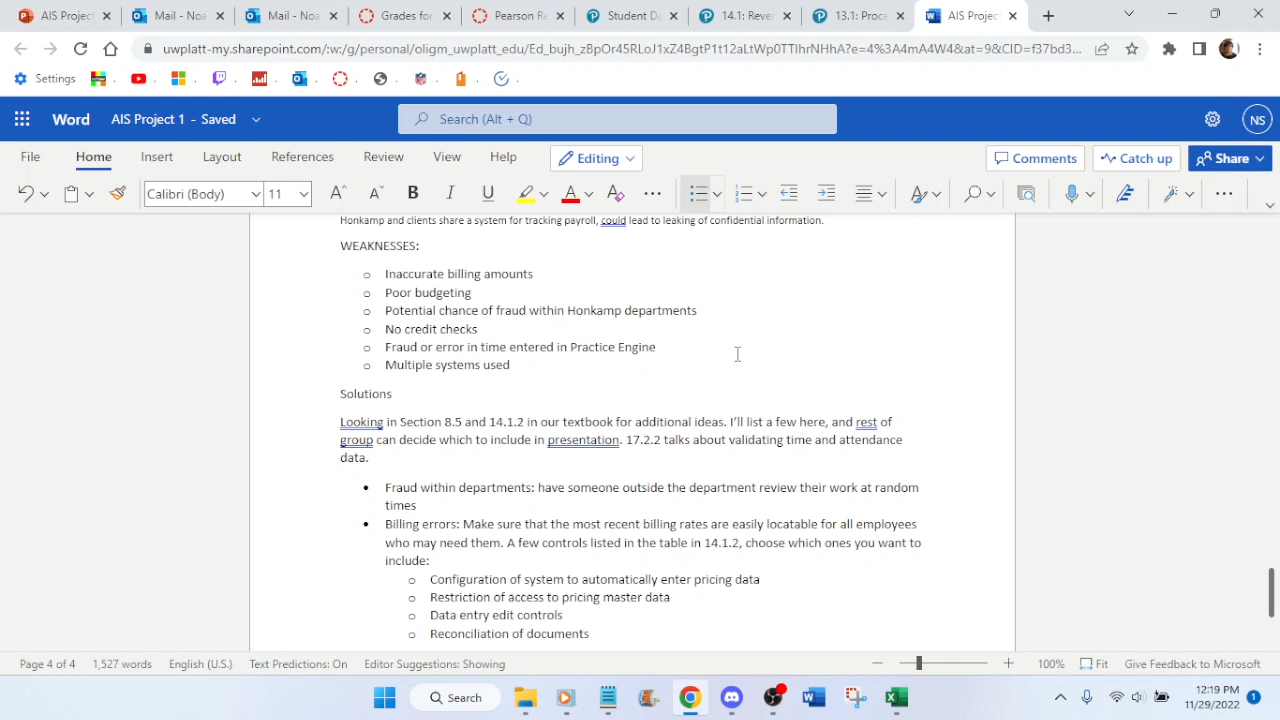 AIS Projec
Mail - Noa
Mail - Noa
Grades for
Pearson Re
Student D
14.1: Rever
13.1: Proce
AIS Projec
uwplatt-my.sharepoint.com/:w:/g/personal/oligm_uwplatt_edu/
Settings
Word
AIS Project 1 - Saved
Search (Alt + Q)
NS
File
Home
Insert
Layout
References
Review
View
Help
Editing
Comments
Catch up
Share
Calibri (Body)
11
Honkamp and clients share a system for tracking payroll, could lead to leaking of confidential information.
WEAKNESSES:
o Inaccurate billing amounts
o Poor budgeting
o Potential chance of fraud within Honkamp departments
o No credit checks
o Fraud or error in time entered in Practice Engine
o Multiple systems used
Solutions
Looking in Section 8.5 and 14.1.2 in our textbook for additional ideas. I'll list a few here, and rest of
group can decide which to include in presentation. 17.2.2 talks about validating time and attendance
data.
• Fraud within departments: have someone outside the department review their work at random
times
• Billing errors: Make sure that the most recent billing rates are easily locatable for all employees
who may need them. A few controls listed in the table in 14.1.2, choose which ones you want to
include:
o Configuration of system to automatically enter pricing data
o Restriction of access to pricing master data
o Data entry edit controls
o Reconciliation of documents
Page 4 of 4
1,527 words
English (U.S.)
Text Predictions: On
Editor Suggestions: Showing
100%
Fit
Give Feedback to Microsoft
Search
12:19 PM
11/29/2022
1